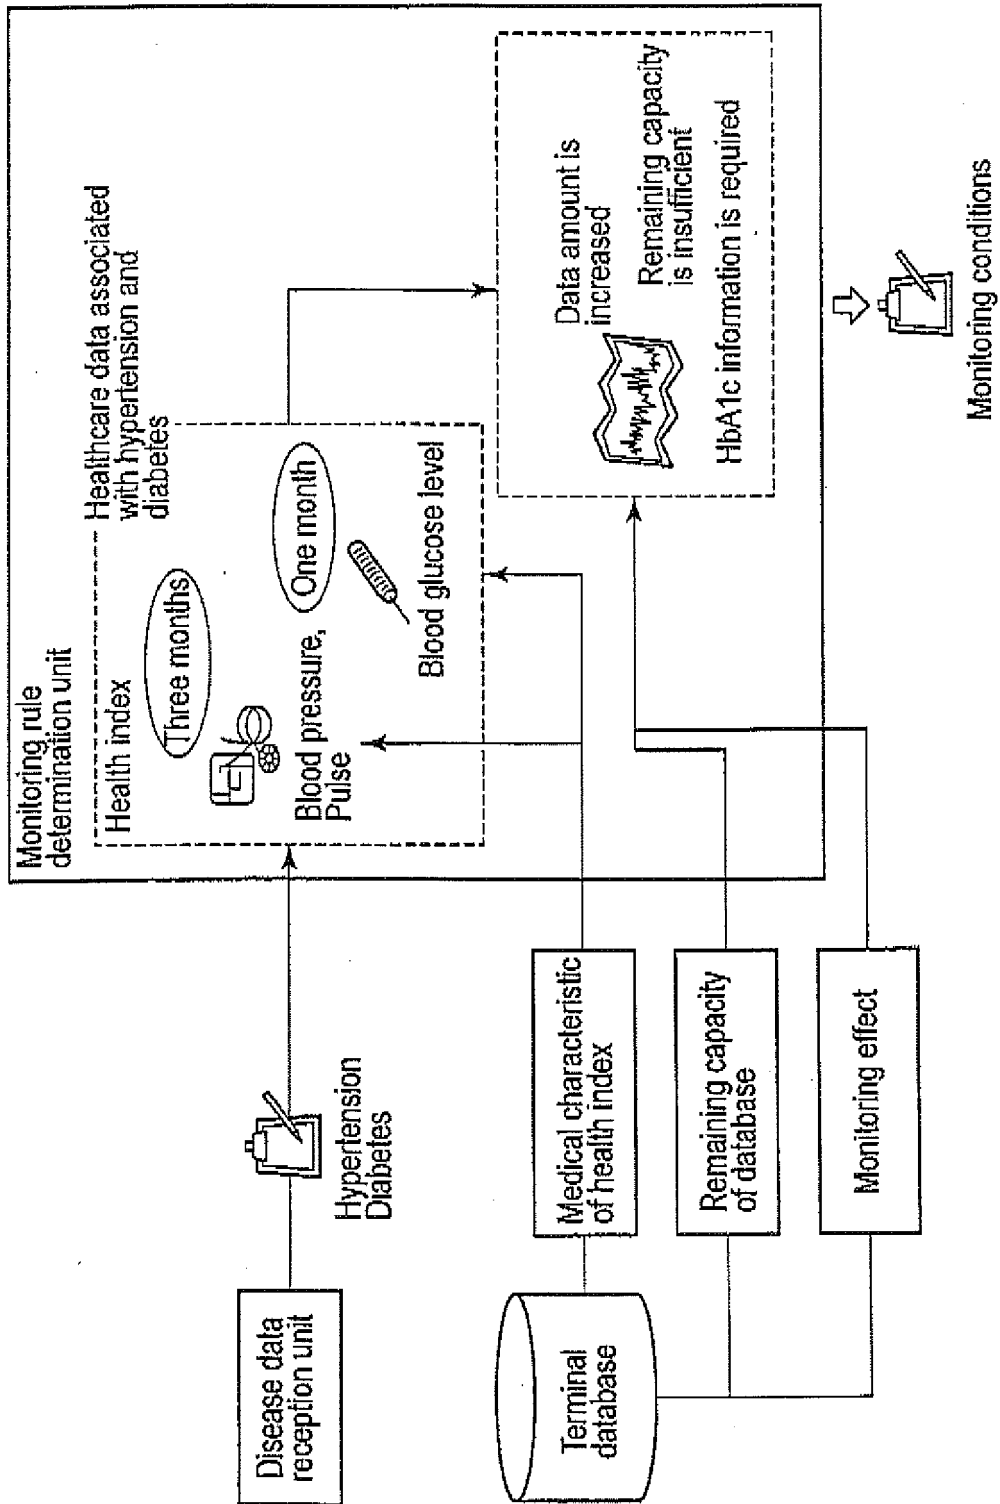 Monitoring rule
determination unit
Health index
Three months
Blood pressure,
Pulse
One month
Blood glucose level
Healthcare data associated
with hypertension and
diabetes
Data amount is
increased
Remaining capacity
is insufficient
HbA1c information is required
Monitoring conditions
Disease data
reception unit
Hypertension
Diabetes
Terminal
database
Medical characteristic
of health index
Remaining capacity
of database
Monitoring effect